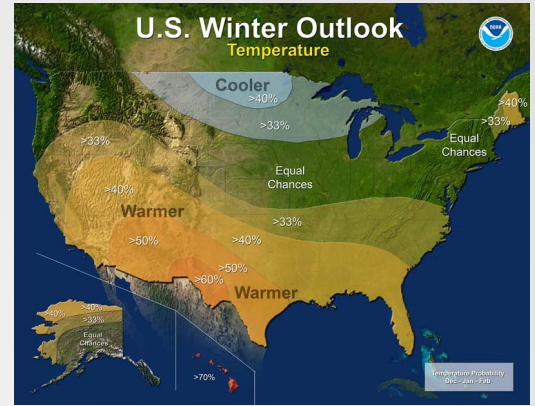 U.S. Winter Outlook
Temperature
NOAA
Cooler
>40%
>33%
>40%
>33%
Equal
Chances
>33%
Equal
Chances
>40%
Warmer
>33%
>50%
>40%
>50%
>60%
Warmer
>40%
>40%
>33%
Equal
Chances
>70%
Temperature Probability
Dec - Jan - Feb